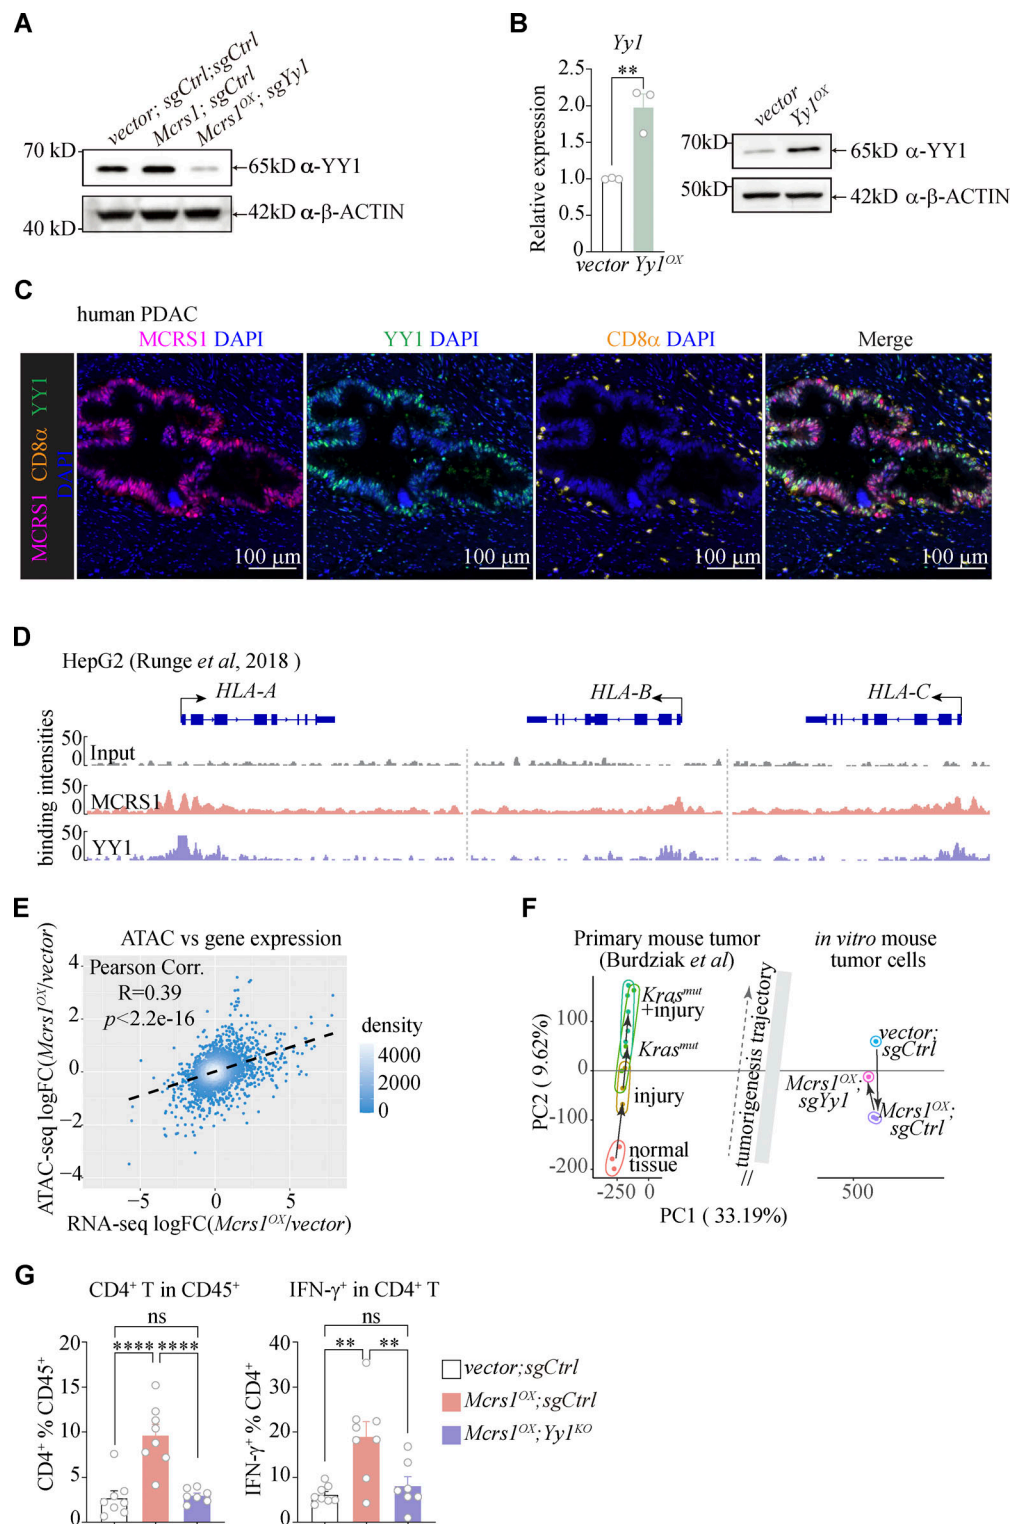 A
vector; sgCtrl;sgCtrl
Mcrs1; sgCtrl
Mcrs1OX; sgYy1
70 kD
65kD α-YY1
42kD α-β-ACTIN
40 kD
B
Yy1
**
Relative expression
2.5
2.0
1.5
1.0
0.5
0
vector Yy1OX
vector
Yy1OX
70kD
65kD α-YY1
50kD
42kD α-β-ACTIN
C
human PDAC
MCRS1 DAPI
YY1 DAPI
CD8α DAPI
Merge
MCRS1 CD8α YY1
DAPI
100 µm
100 µm
100 µm
100 µm
D
HepG2 (Runge et al, 2018 )
HLA-A
HLA-B
HLA-C
binding intensities
50
0
Input
50
0
MCRS1
50
0
YY1
E
ATAC vs gene expression
ATAC-seq logFC(Mcrs1OX/vector)
4
2
0
−2
−4
Pearson Corr.
R=0.39
p<2.2e-16
density
4000
2000
0
−5
0
5
RNA-seq logFC(Mcrs1OX/vector)
F
Primary mouse tumor
(Burdziak et al)
in vitro mouse
tumor cells
PC2 ( 9.62%)
100
0
-100
-200
Krasmut
+injury
Krasmut
injury
normal
tissue
tumorigenesis trajectory
//
vector;
sgCtrl
Mcrs1OX;
sgYy1
Mcrs1OX;
sgCtrl
-250
0
500
PC1 ( 33.19%)
G
CD4+ T in CD45+
ns
****
****
CD4+ % CD45+
20
15
10
5
0
IFN-γ+ in CD4+ T
ns
**
**
IFN-γ+ % CD4+
40
30
20
10
0
vector;sgCtrl
Mcrs1OX;sgCtrl
Mcrs1OX;Yy1KO